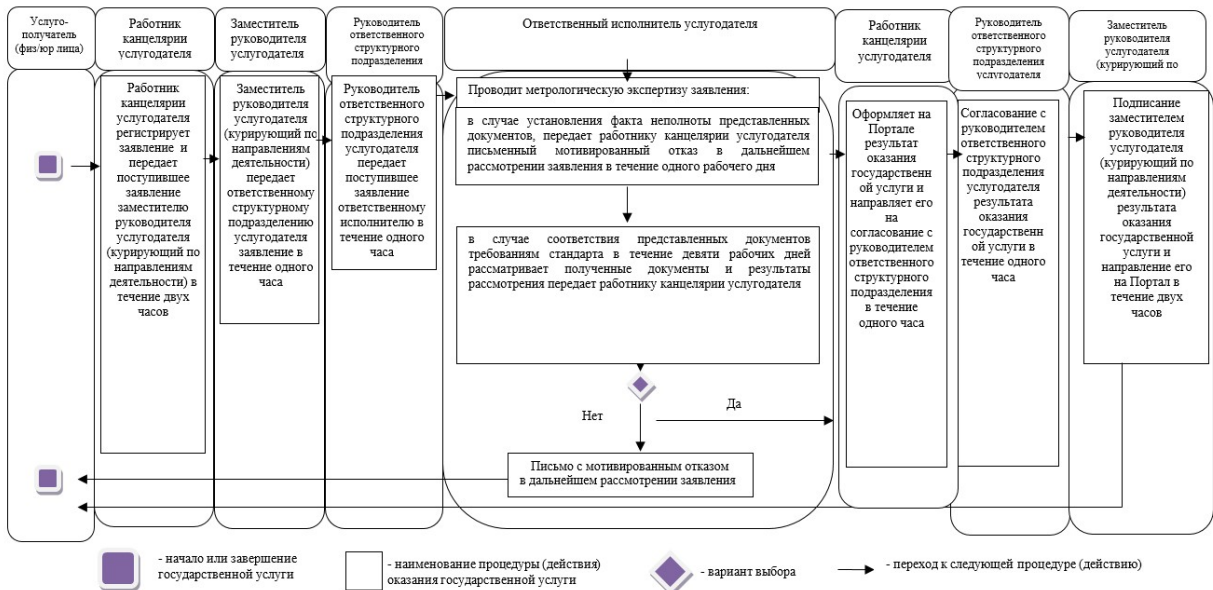 Услуго-
получатель
(физ/юр лица)
Работник
канцелярии
услугодателя
Заместитель
руководителя
услугодателя
Руководитель
ответственного
структурного
подразделения
Ответственный исполнитель услугодателя
Работник
канцелярии
услугодателя
Руководитель
ответственного
структурного
подразделения
услугодателя
Заместитель
руководителя
услугодателя
(курирующий по
Работник
канцелярии
услугодателя
регистрирует
заявление и
передает
поступившее
заявление
заместителю
руководителя
услугодателя
(курирующий по
направлениям
деятельности) в
течение двух
часов
Заместитель
руководителя
услугодателя
(курирующий по
направлениям
деятельности)
передает
ответственному
структурному
подразделению
услугодателя
заявление в
течение одного
часа
Руководитель
ответственного
структурного
подразделения
услугодателя
передает
поступившее
заявление
ответственному
исполнителю в
течение одного
часа
Проводит метрологическую экспертизу заявления:
в случае установления факта неполноты представленных
документов, передает работнику канцелярии услугодателя
письменный мотивированный отказ в дальнейшем
рассмотрении заявления в течение одного рабочего дня
в случае соответствия представленных документов
требованиям стандарта в течение девяти рабочих дней
рассматривает полученные документы и результаты
рассмотрения передает работнику канцелярии услугодателя
Нет
Да
Письмо с мотивированным отказом
в дальнейшем рассмотрении заявления
Оформляет на
Портале
результат
оказания
государственн
ой услуги и
направляет его
на
согласование с
руководителем
ответственного
структурного
подразделения
в течение
одного часа
Согласование с
руководителем
ответственного
структурного
подразделения
услугодателя
результата
оказания
государственн
ой услуги в
течение одного
часа
Подписание
заместителем
руководителя
услугодателя
(курирующий по
направлениям
деятельности)
результата
оказания
государственной
услуги и
направление его
на Портал в
течение двух
часов
- начало или завершение
государственной услуги
- наименование процедуры (действия)
оказания государственной услуги
- вариант выбора
- переход к следующей процедуре (действию)